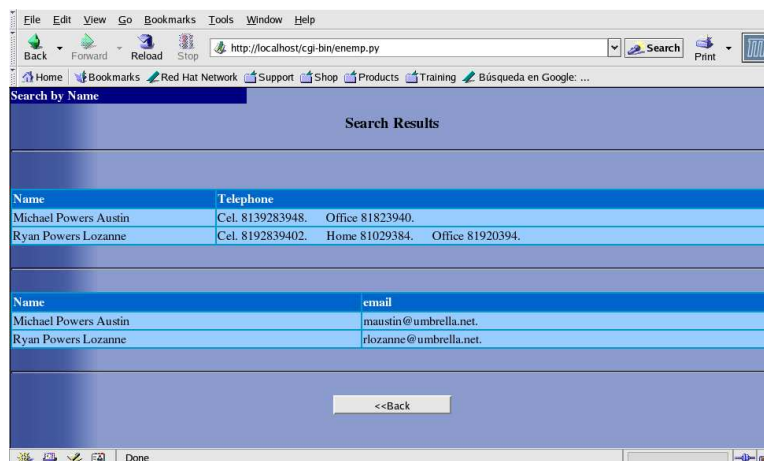 File Edit View Go Bookmarks Tools Window Help
Back Forward Reload Stop http://localhost/cgi-bin/enemp.py Search Print
Home Bookmarks Red Hat Network Support Shop Products Training Búsqueda en Google: ...
Search by Name
Search Results
Name Telephone
Michael Powers Austin Cel. 8139283948. Office 81823940.
Ryan Powers Lozanne Cel. 8192839402. Home 81029384. Office 81920394.
Name email
Michael Powers Austin maustin@umbrella.net.
Ryan Powers Lozanne rlozanne@umbrella.net.
<<Back
Done